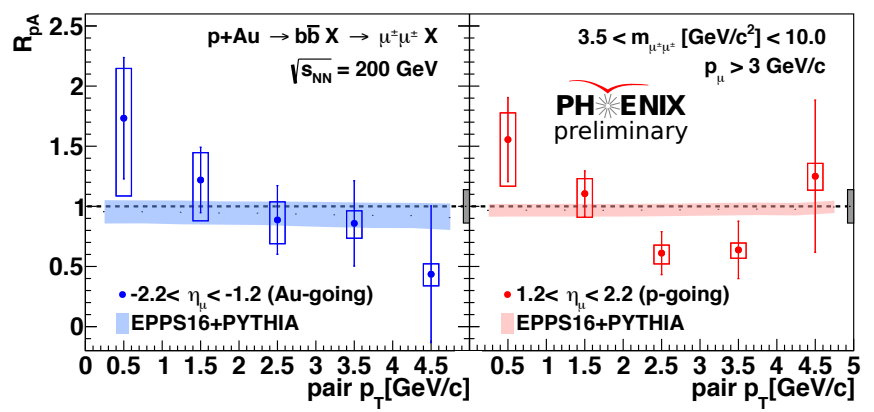 R_pA
2.5
2
1.5
1
0.5
0
p+Au → bb̅ X → μ±μ± X
√s_NN = 200 GeV
-2.2< η_μ < -1.2 (Au-going)
EPPS16+PYTHIA
0 0.5 1 1.5 2 2.5 3 3.5 4 4.5
pair p_T[GeV/c]
3.5 < m_μ±μ± [GeV/c²] < 10.0
p_μ > 3 GeV/c
PHENIX
preliminary
1.2< η_μ < 2.2 (p-going)
EPPS16+PYTHIA
0.5 1 1.5 2 2.5 3 3.5 4 4.5 5
pair p_T[GeV/c]